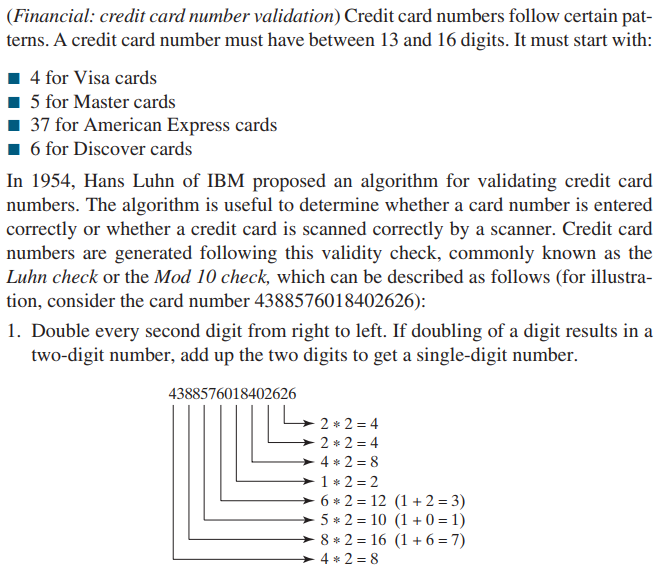 (Financial: credit card number validation) Credit card numbers follow certain pat-
terns. A credit card number must have between 13 and 16 digits. It must start with:
■ 4 for Visa cards
■ 5 for Master cards
■ 37 for American Express cards
■ 6 for Discover cards
In 1954, Hans Luhn of IBM proposed an algorithm for validating credit card
numbers. The algorithm is useful to determine whether a card number is entered
correctly or whether a credit card is scanned correctly by a scanner. Credit card
numbers are generated following this validity check, commonly known as the
Luhn check or the Mod 10 check, which can be described as follows (for illustra-
tion, consider the card number 4388576018402626):
1. Double every second digit from right to left. If doubling of a digit results in a
two-digit number, add up the two digits to get a single-digit number.
4388576018402626
2 * 2 = 4
2 * 2 = 4
4 * 2 = 8
1 * 2 = 2
6 * 2 = 12 (1 + 2 = 3)
5 * 2 = 10 (1 + 0 = 1)
8 * 2 = 16 (1 + 6 = 7)
4 * 2 = 8